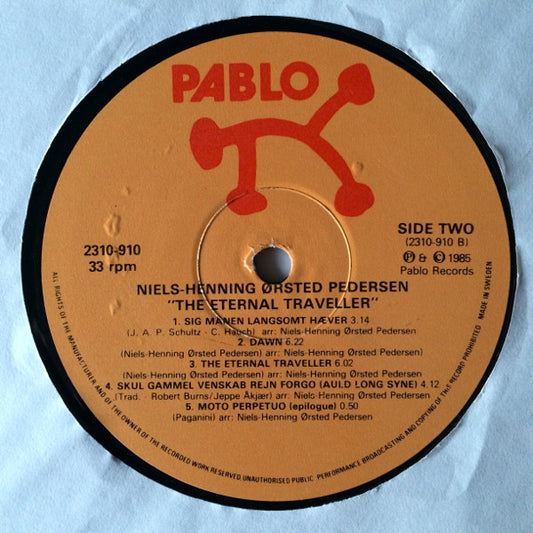 PABLO
SIDE TWO
(2310-910 B)
2310-910
33 rpm
Ⓟ & © 1985
Pablo Records
NIELS-HENNING ØRSTED PEDERSEN
"THE ETERNAL TRAVELLER"
1. SIG MÅNEN LANGSOMT HÆVER 3.14
(J. A. P. Schultz - C. Hauch) arr: Niels-Henning Ørsted Pedersen
2. DAWN 6.22
(Niels-Henning Ørsted Pedersen) arr: Niels-Henning Ørsted Pedersen
3. THE ETERNAL TRAVELLER 6.02
(Niels-Henning Ørsted Pedersen) arr: Niels-Henning Ørsted Pedersen
4. SKUL GAMMEL VENSKAB REJN FORGO (AULD LONG SYNE) 4.12
(Trad. - Robert Burns/Jeppe Åkjær) arr: Niels-Henning Ørsted Pedersen
5. MOTO PERPETUO (epilogue) 0.50
(Paganini) arr: Niels-Henning Ørsted Pedersen
ALL RIGHTS OF THE MANUFACTURER AND OF THE OWNER OF THE RECORDED WORK RESERVED. UNAUTHORISED PUBLIC PERFORMANCE BROADCASTING AND COPYING OF THIS RECORD PROHIBITED
MADE IN SWEDEN